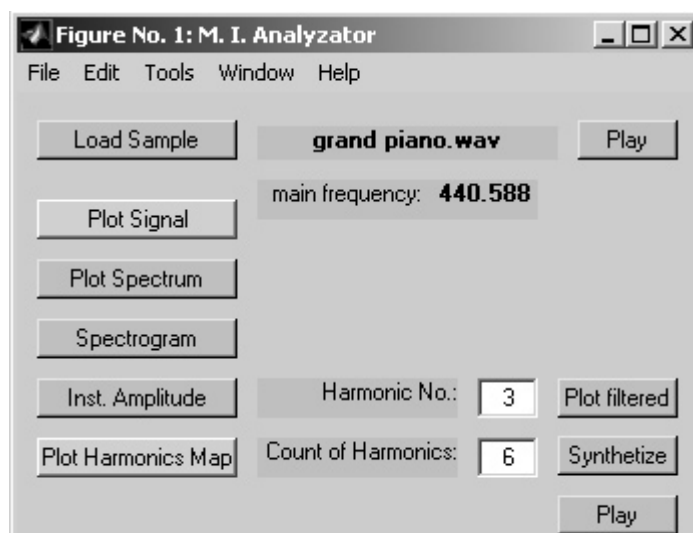 Figure No. 1: M. I. Analyzator
File Edit Tools Window Help
Load Sample grand piano.wav Play
main frequency: 440.588
Plot Signal
Plot Spectrum
Spectrogram
Inst. Amplitude Harmonic No.: 3 Plot filtered
Plot Harmonics Map Count of Harmonics: 6 Synthetize
Play